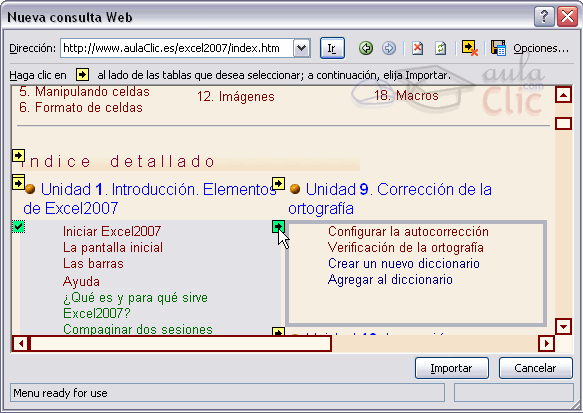 Nueva consulta Web
Dirección: http://www.aulaClic.es/excel2007/index.htm Ir Opciones...
Haga clic en al lado de las tablas que desea seleccionar; a continuación, elija Importar.
aula
.com
Clic
5. Manipulando celdas
6. Formato de celdas
12. Imágenes
18. Macros
Indice detallado
Unidad 1. Introducción. Elementos
de Excel2007
Iniciar Excel2007
La pantalla inicial
Las barras
Ayuda
¿Qué es y para qué sirve
Excel2007?
Compaginar dos sesiones
Unidad 9. Corrección de la
ortografía
Configurar la autocorrección
Verificación de la ortografía
Crear un nuevo diccionario
Agregar al diccionario
Importar Cancelar
Menu ready for use